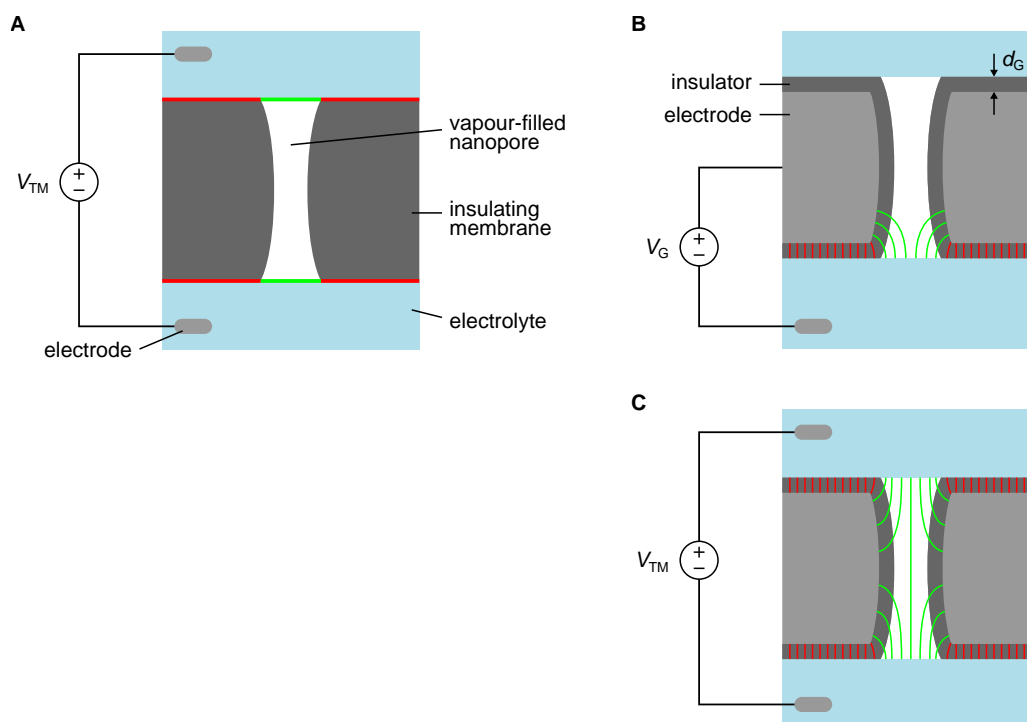 A
V_TM
+
−
vapour-filled
nanopore
insulating
membrane
electrolyte
electrode
B
d_G
insulator
electrode
V_G
+
−
C
V_TM
+
−